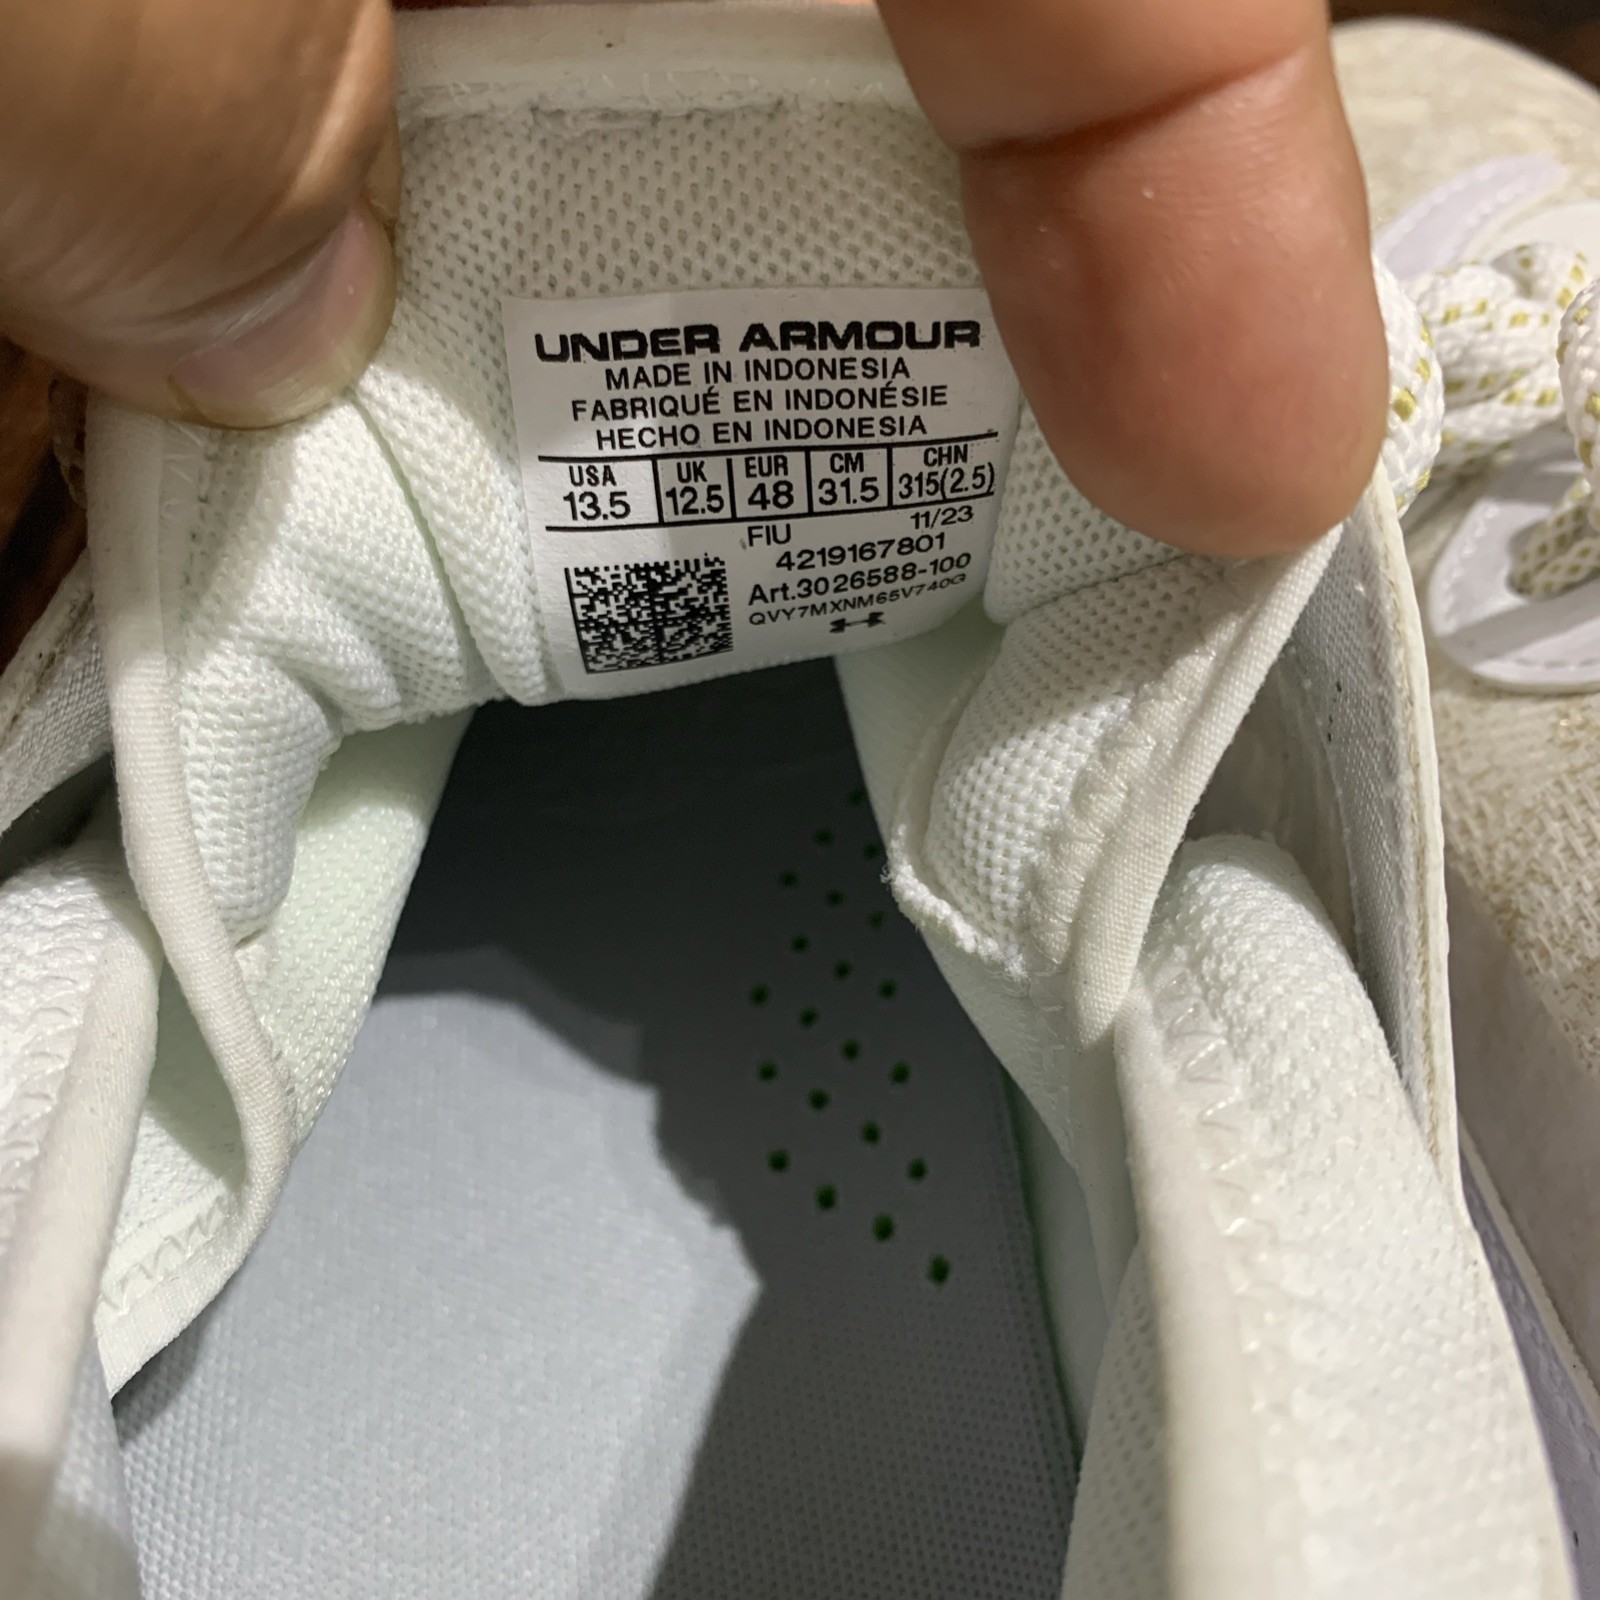 UNDER ARMOUR
MADE IN INDONESIA
FABRIQUÉ EN INDONÉSIE
HECHO EN INDONESIA
USA UK EUR CM CHN
13.5 12.5 48 31.5 315(2.5)
FIU 11/23
4219167801
Art.3026588-100
QVY7MXNM65V740G